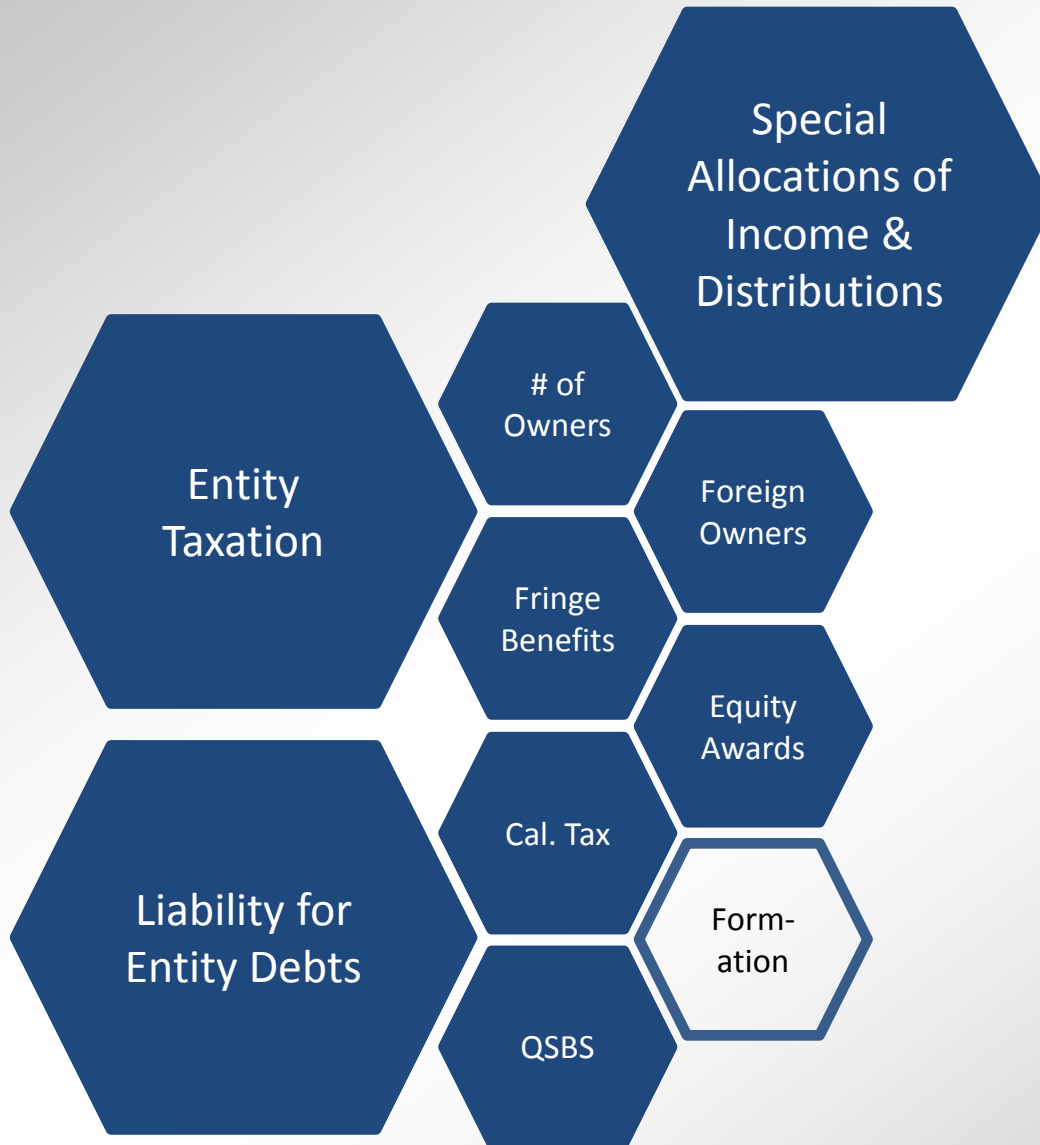 Special
Allocations of
Income &
Distributions
# of
Owners
Entity
Taxation
Foreign
Owners
Fringe
Benefits
Equity
Awards
Cal. Tax
Liability for
Entity Debts
Form-
ation
QSBS